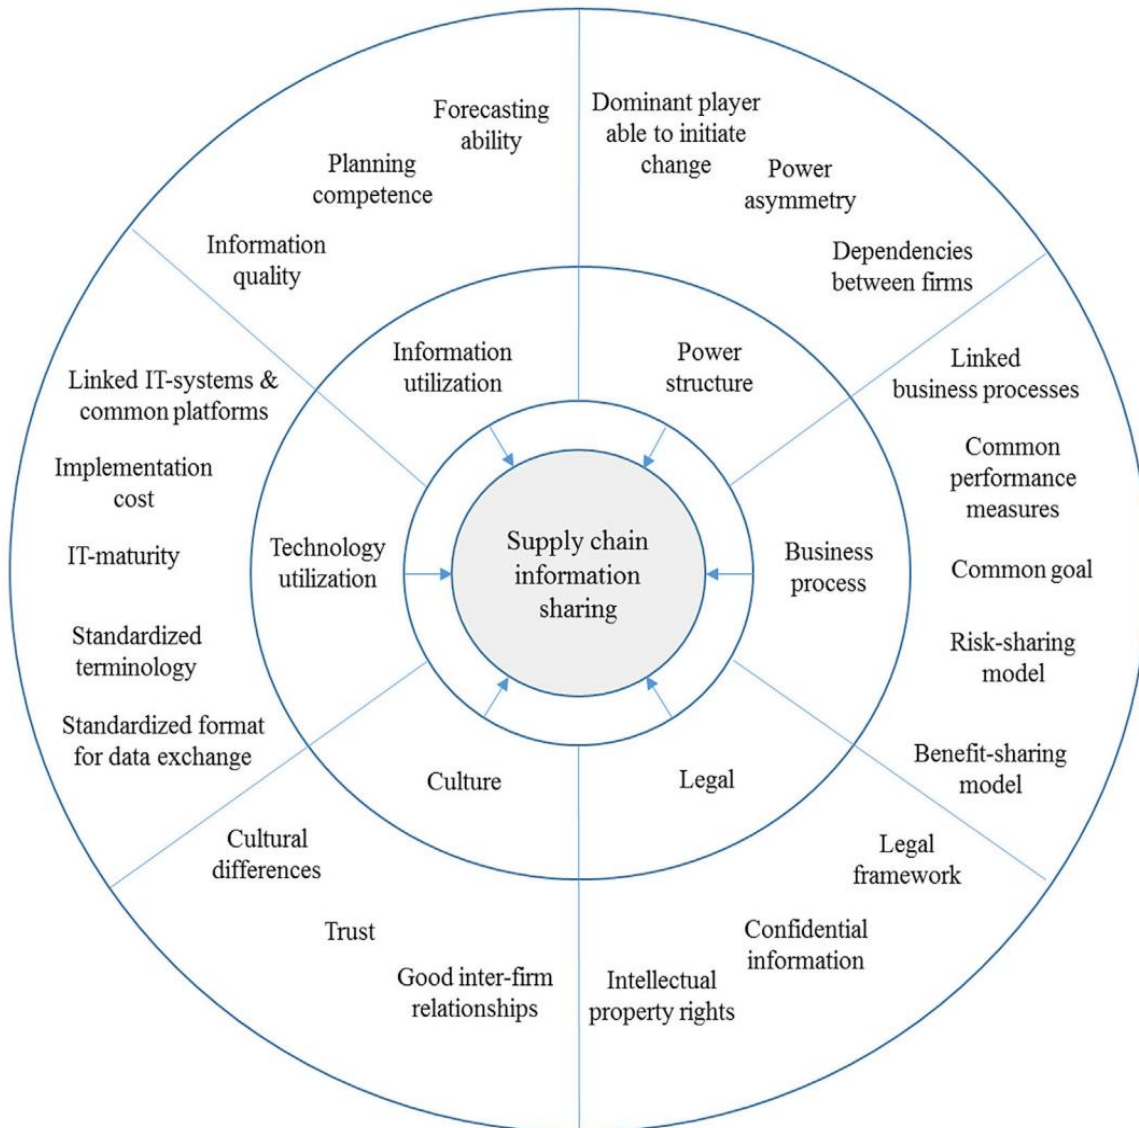 Forecasting
ability
Planning
competence
Information
quality
Dominant player
able to initiate
change
Power
asymmetry
Dependencies
between firms
Information
utilization
Power
structure
Linked IT-systems &
common platforms
Implementation
cost
IT-maturity
Standardized
terminology
Standardized format
for data exchange
Technology
utilization
Supply chain
information
sharing
Business
process
Linked
business processes
Common
performance
measures
Common goal
Risk-sharing
model
Benefit-sharing
model
Culture
Legal
Cultural
differences
Trust
Good inter-firm
relationships
Legal
framework
Confidential
information
Intellectual
property rights